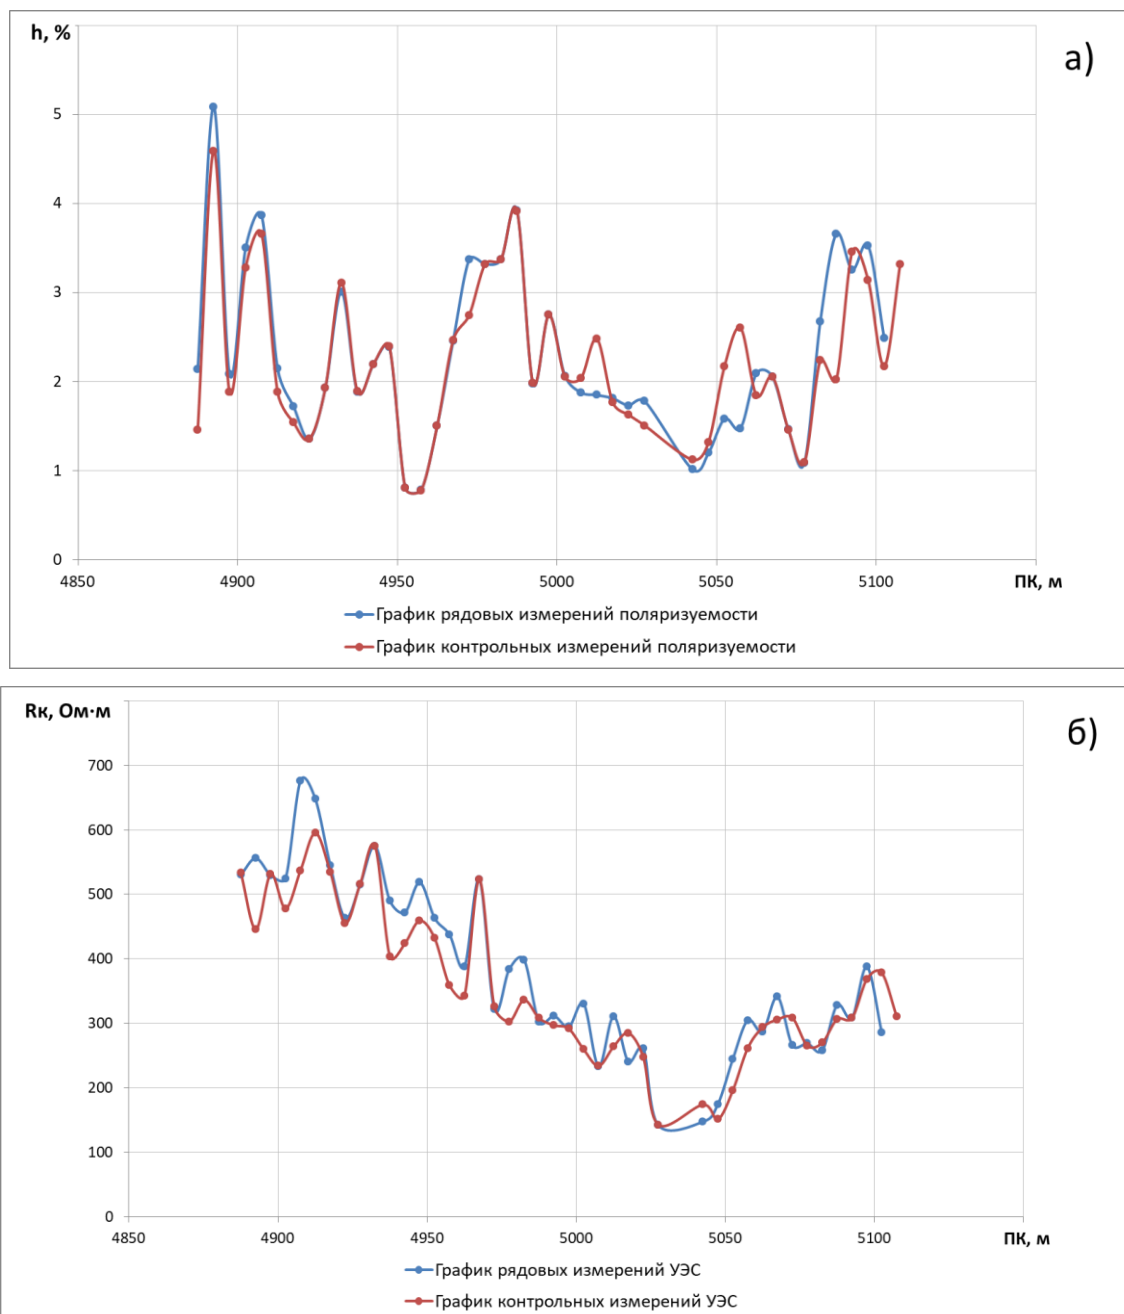 h, %
а)
5
4
3
2
1
0
4850 4900 4950 5000 5050 5100 ПК, м
График рядовых измерений поляризуемости
График контрольных измерений поляризуемости
Rк, Ом·м
б)
700
600
500
400
300
200
100
0
4850 4900 4950 5000 5050 5100 ПК, м
График рядовых измерений УЭС
График контрольных измерений УЭС